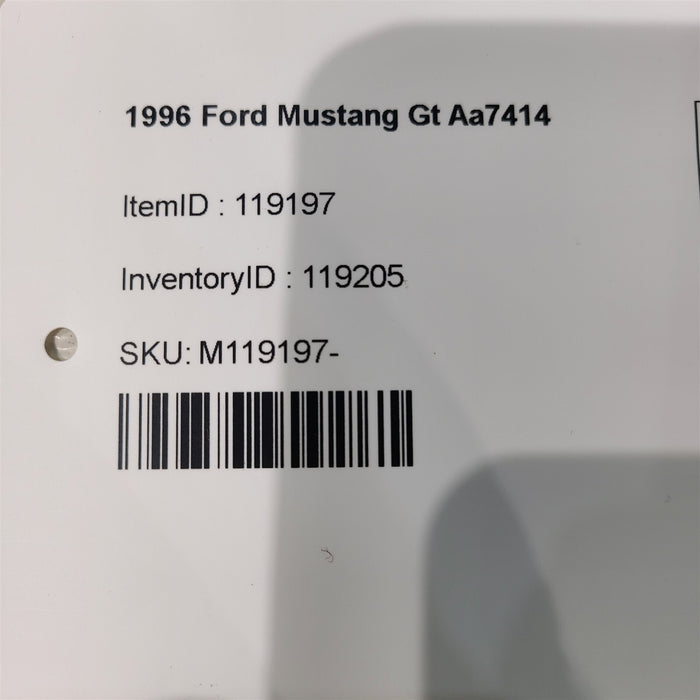 1996 Ford Mustang Gt Aa7414
ItemID : 119197
InventoryID : 119205
SKU: M119197-